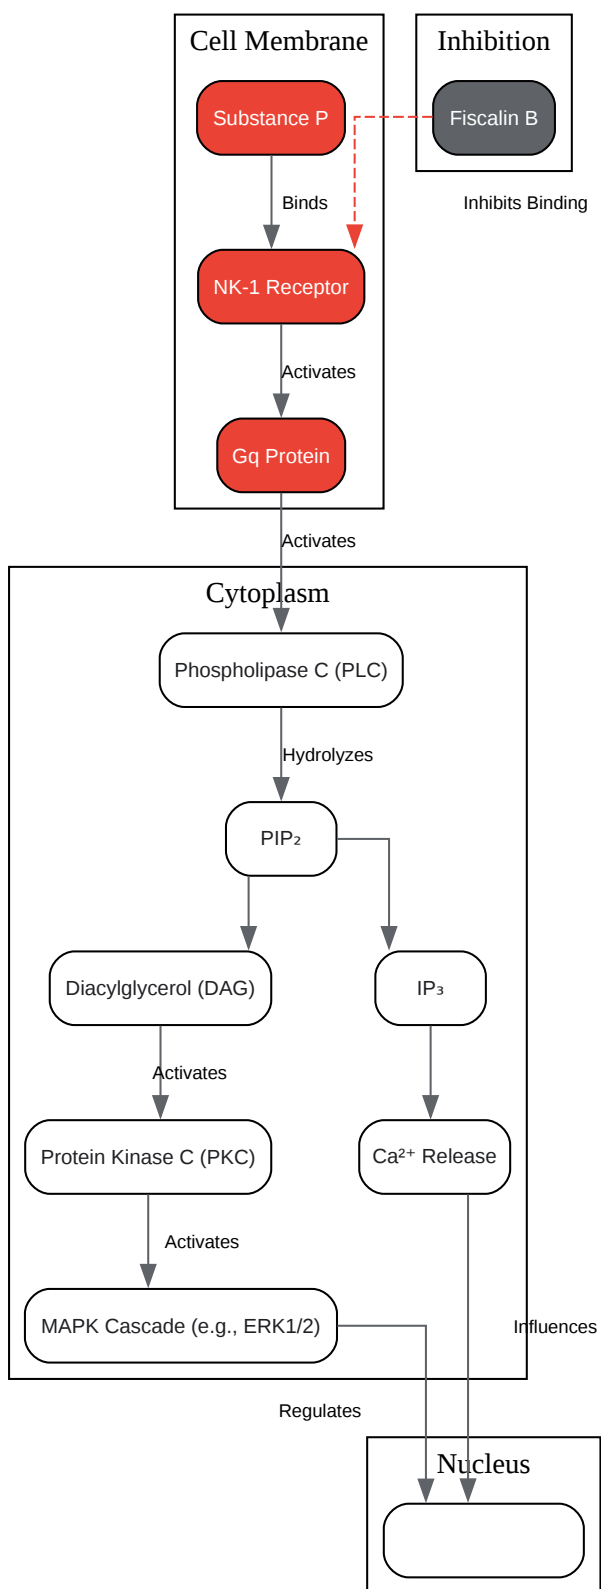 Cell Membrane
Inhibition
Substance P
Fiscalin B
Binds
Inhibits Binding
NK-1 Receptor
Activates
Gq Protein
Activates
Cytoplasm
Phospholipase C (PLC)
Hydrolyzes
PIP₂
Diacylglycerol (DAG)
IP₃
Activates
Protein Kinase C (PKC)
Ca²⁺ Release
Activates
MAPK Cascade (e.g., ERK1/2)
Influences
Regulates
Nucleus